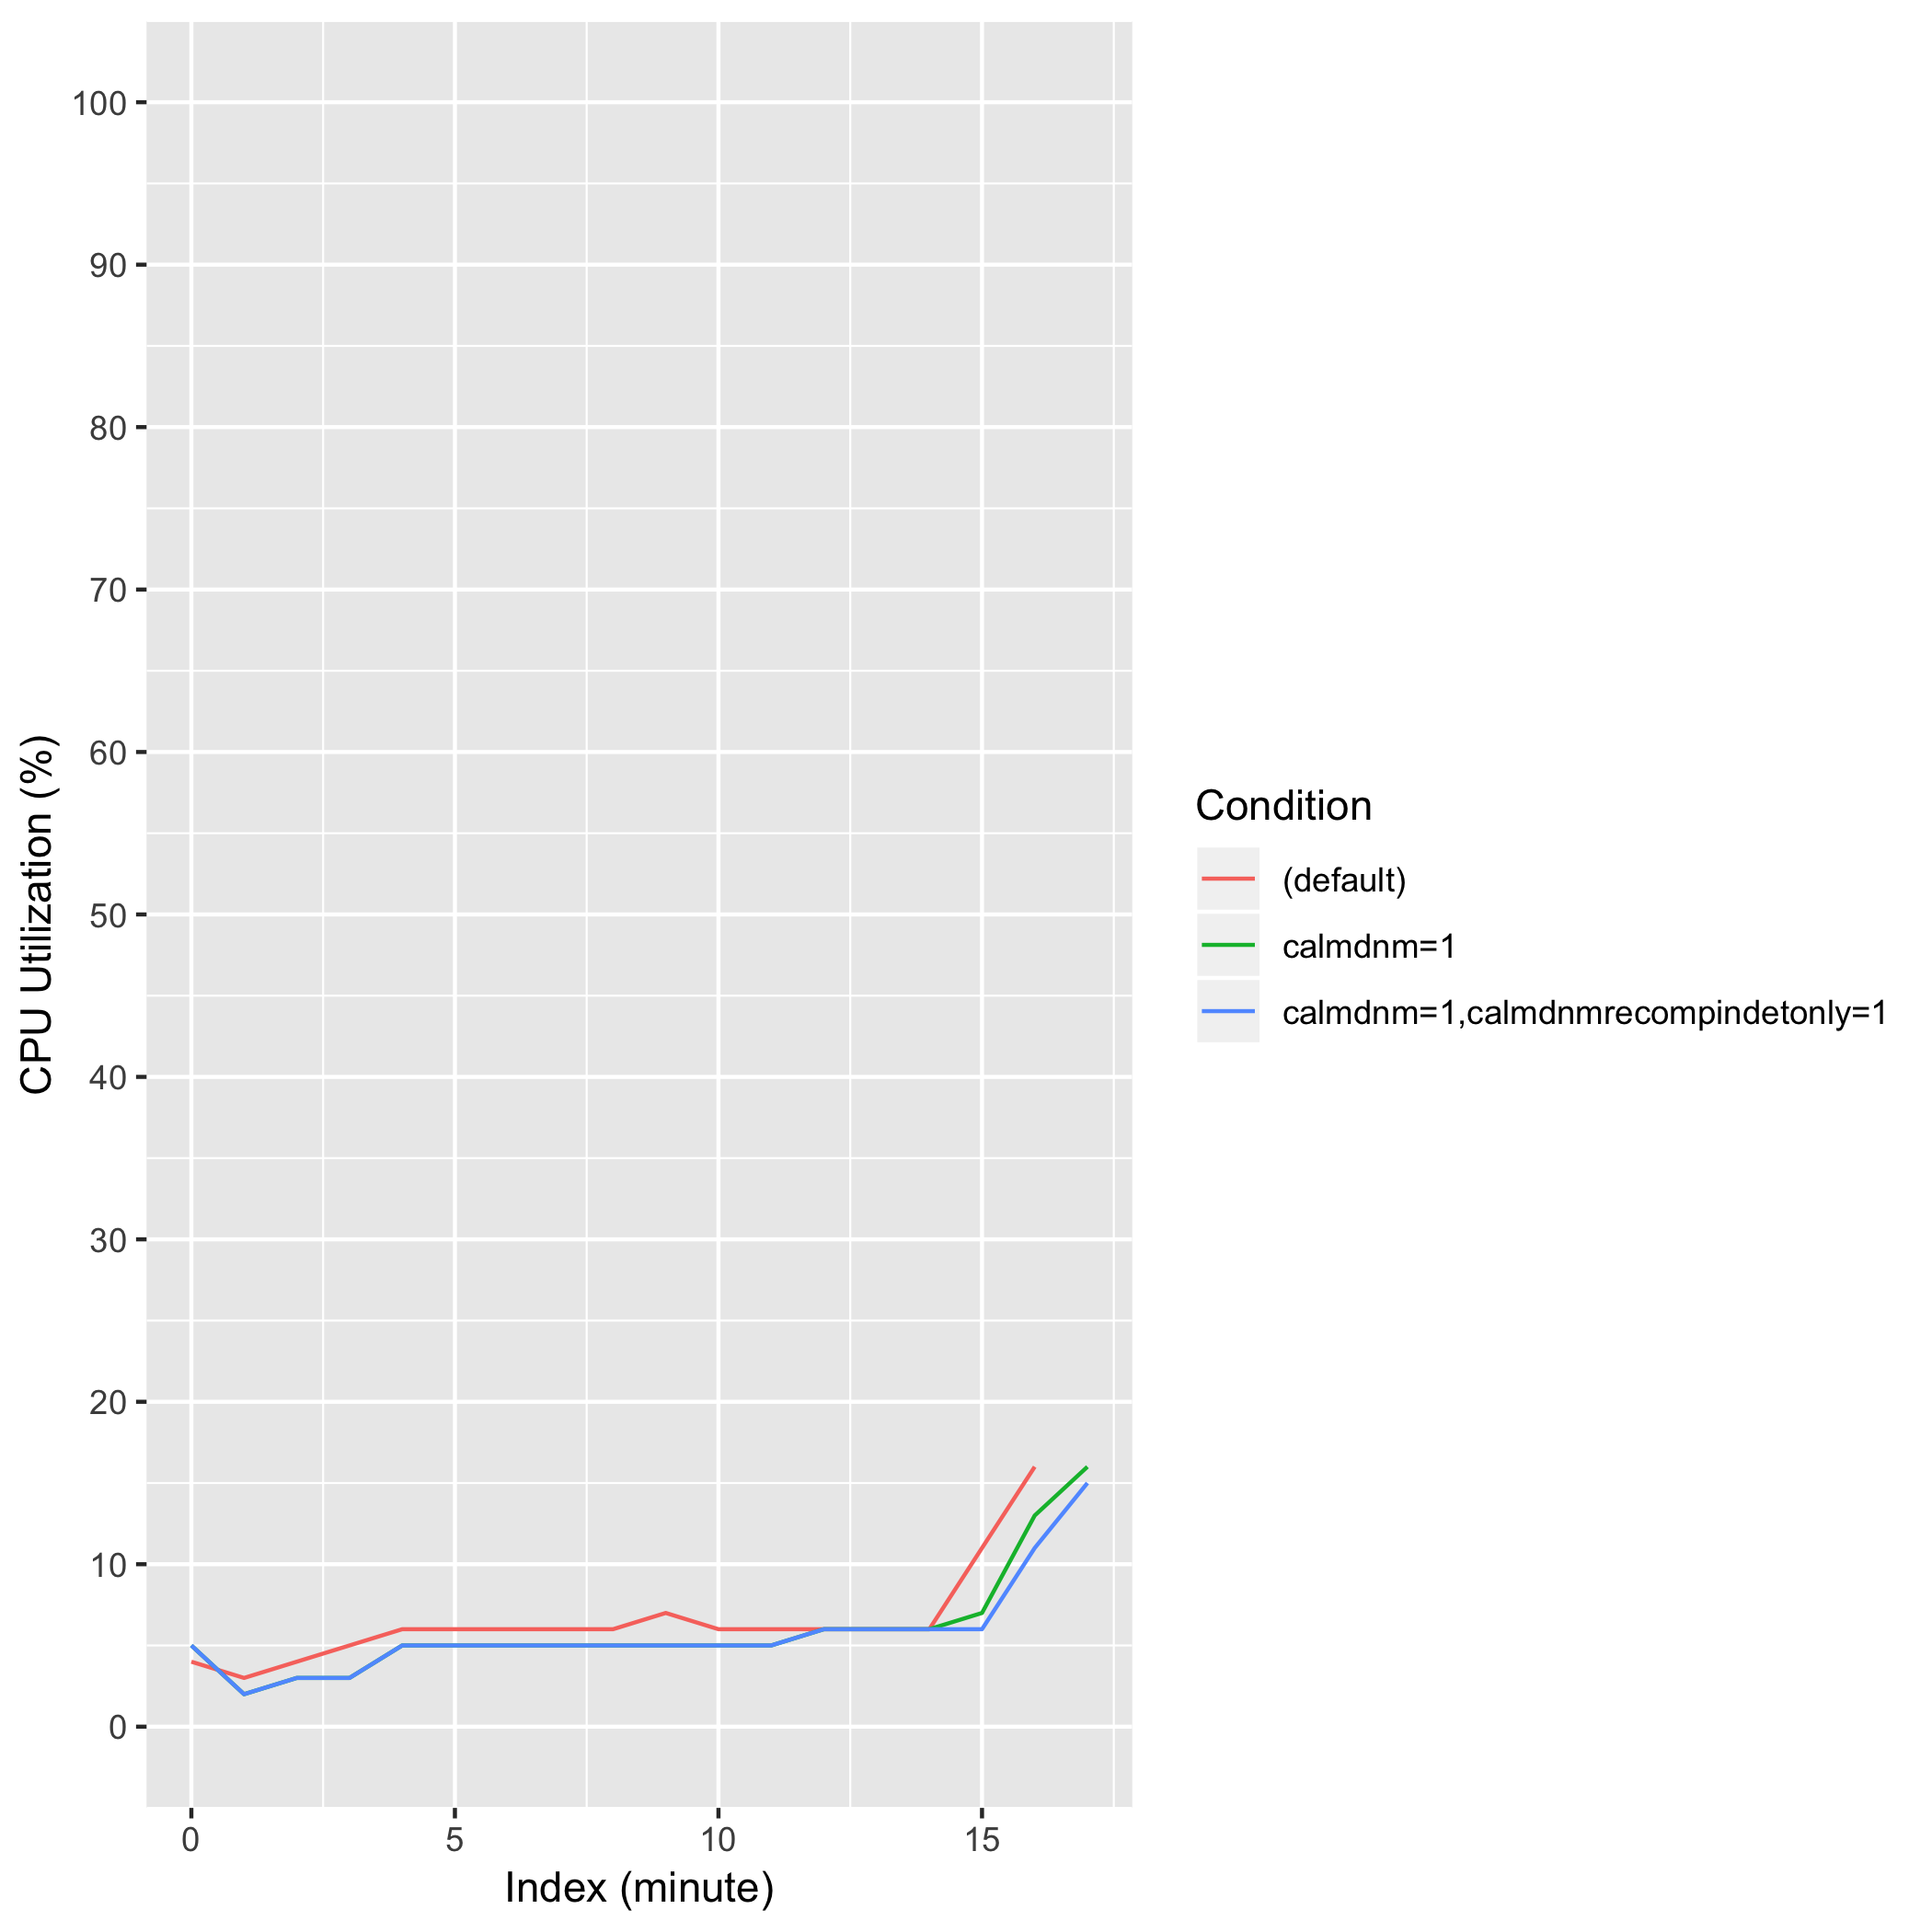 CPU Utilization (%)
100
90
80
70
60
50
40
30
20
10
0
0 5 10 15
Index (minute)
Condition
(default)
calmdnm=1
calmdnm=1,calmdnmrecompindetonly=1